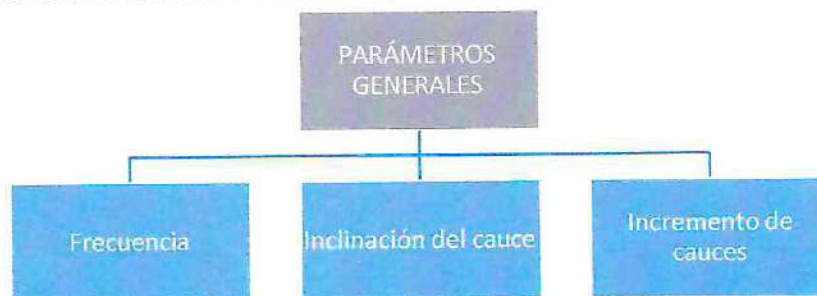 PARÁMETROS
GENERALES
Frecuencia
Inclinación del cauce
Incremento de
cauces